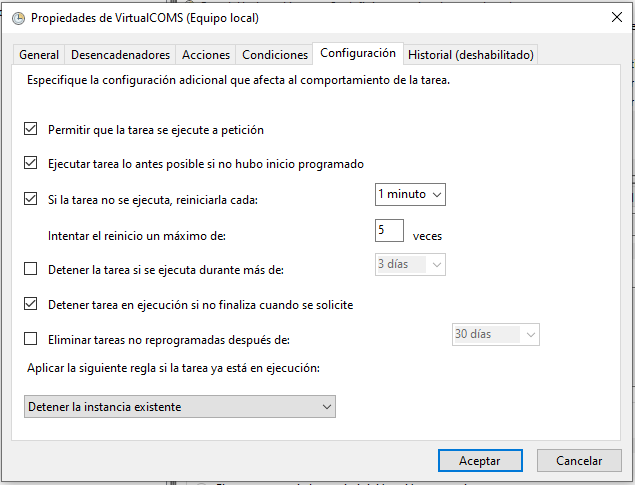 Propiedades de VirtualCOMS (Equipo local)
General Desencadenadores Acciones Condiciones Configuración Historial (deshabilitado)
Especifique la configuración adicional que afecta al comportamiento de la tarea.
Permitir que la tarea se ejecute a petición
Ejecutar tarea lo antes posible si no hubo inicio programado
Si la tarea no se ejecuta, reiniciarla cada: 1 minuto
Intentar el reinicio un máximo de: 5 veces
Detener la tarea si se ejecuta durante más de: 3 días
Detener tarea en ejecución si no finaliza cuando se solicite
Eliminar tareas no reprogramadas después de: 30 días
Aplicar la siguiente regla si la tarea ya está en ejecución:
Detener la instancia existente
Aceptar Cancelar